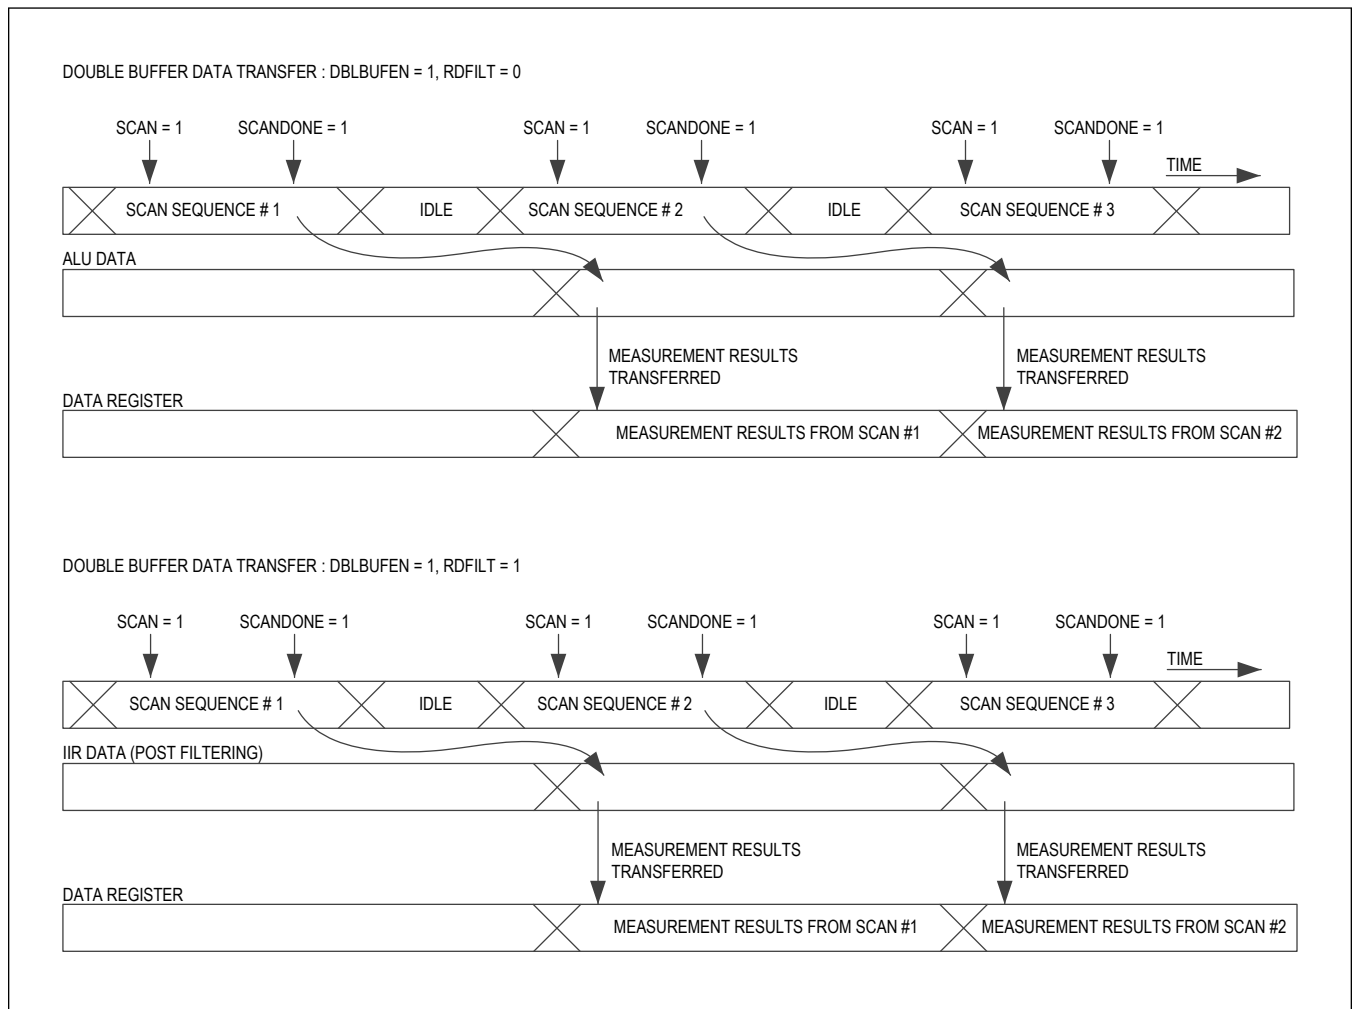 DOUBLE BUFFER DATA TRANSFER : DBLBUFEN = 1, RDFILT = 0
SCAN = 1 SCANDONE = 1 SCAN = 1 SCANDONE = 1 SCAN = 1 SCANDONE = 1
TIME
SCAN SEQUENCE # 1 IDLE SCAN SEQUENCE # 2 IDLE SCAN SEQUENCE # 3
ALU DATA
MEASUREMENT RESULTS MEASUREMENT RESULTS
TRANSFERRED TRANSFERRED
DATA REGISTER
MEASUREMENT RESULTS FROM SCAN #1 MEASUREMENT RESULTS FROM SCAN #2
DOUBLE BUFFER DATA TRANSFER : DBLBUFEN = 1, RDFILT = 1
SCAN = 1 SCANDONE = 1 SCAN = 1 SCANDONE = 1 SCAN = 1 SCANDONE = 1
TIME
SCAN SEQUENCE # 1 IDLE SCAN SEQUENCE # 2 IDLE SCAN SEQUENCE # 3
IIR DATA (POST FILTERING)
MEASUREMENT RESULTS MEASUREMENT RESULTS
TRANSFERRED TRANSFERRED
DATA REGISTER
MEASUREMENT RESULTS FROM SCAN #1 MEASUREMENT RESULTS FROM SCAN #2